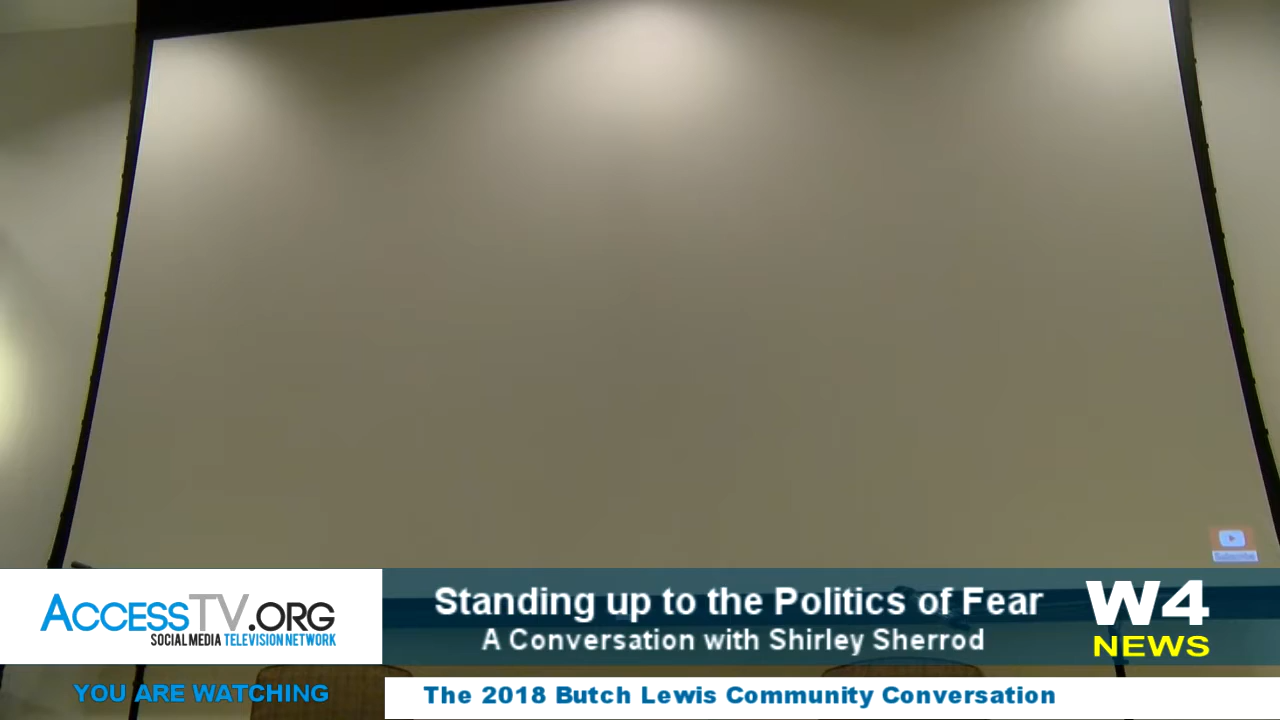 Subscribe
ACCESSTV.ORG
SOCIAL MEDIA TELEVISION NETWORK
Standing up to the Politics of Fear
A Conversation with Shirley Sherrod
W4
NEWS
YOU ARE WATCHING
The 2018 Butch Lewis Community Conversation